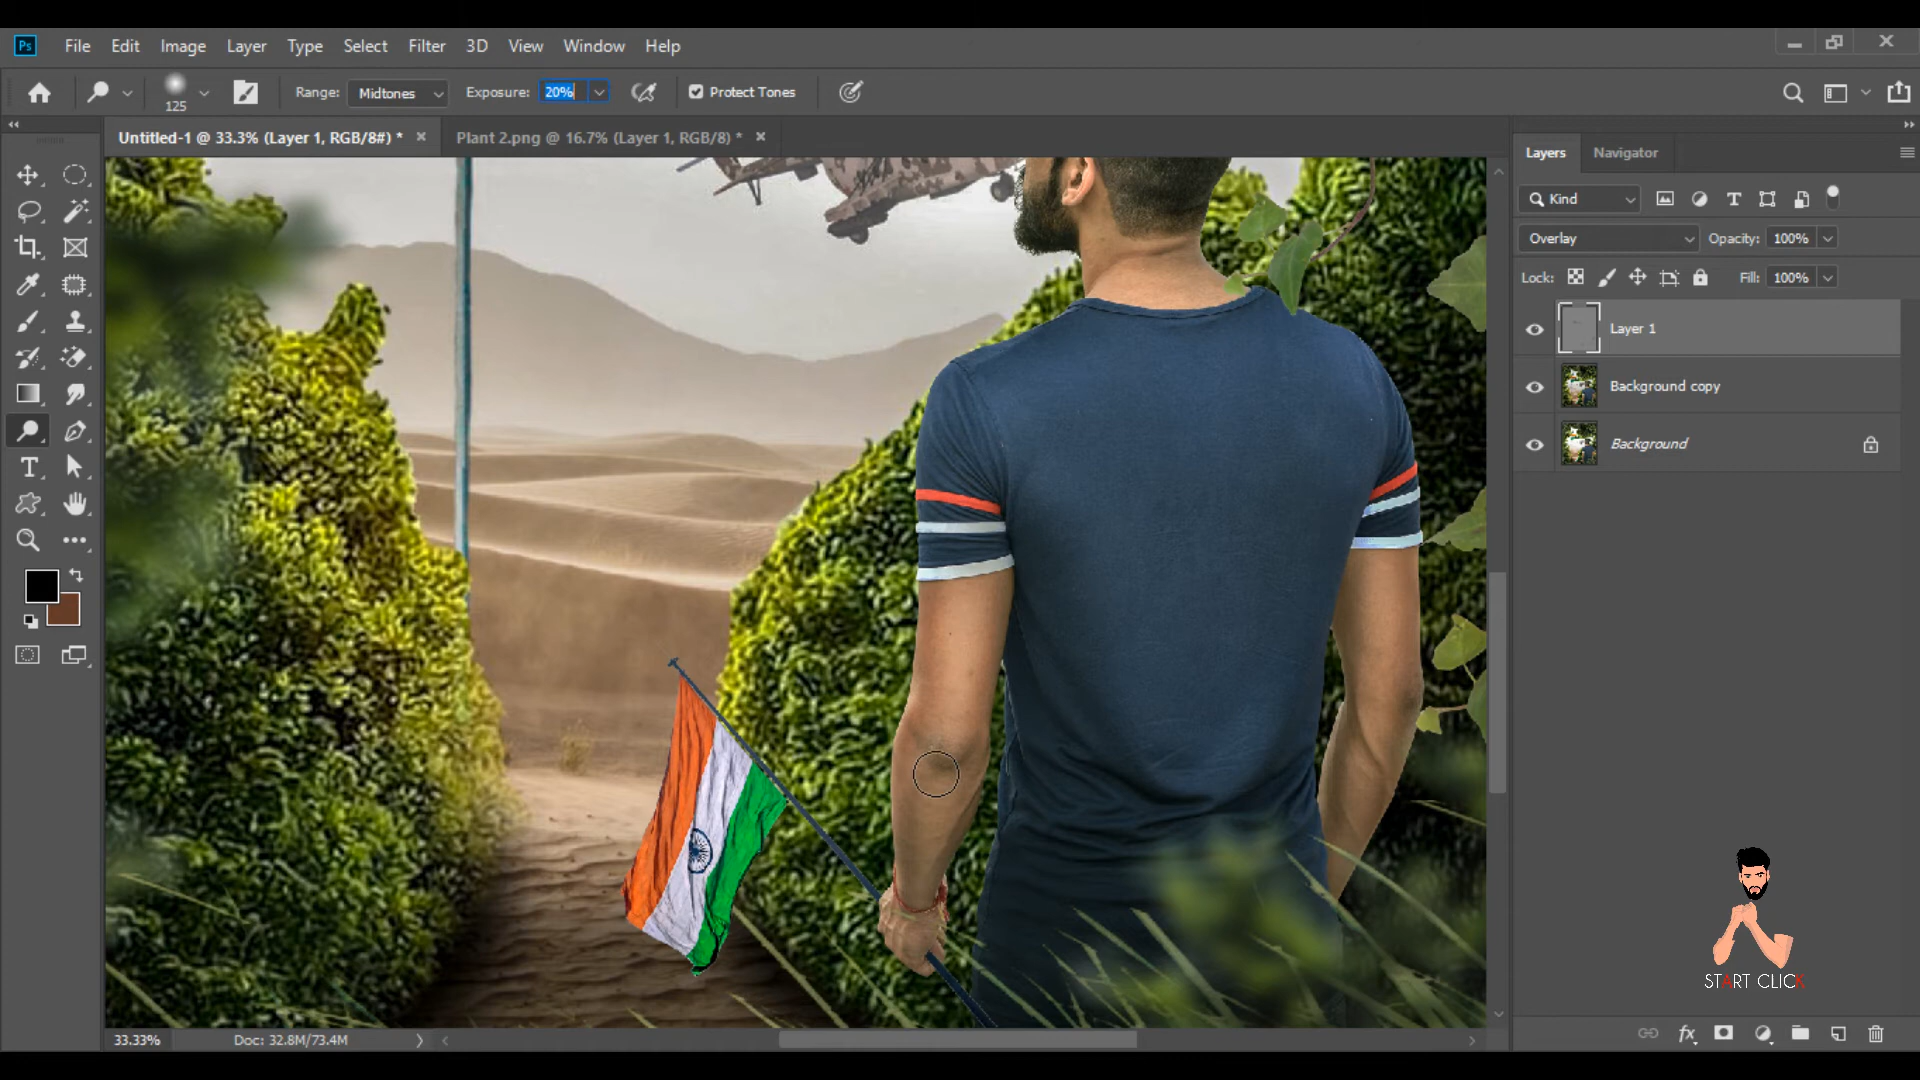 Ps File Edit Image Layer Type Select Filter 3D View Window Help
125 Range: Midtones Exposure: 20% Protect Tones
Untitled-1 @ 33.3% (Layer 1, RGB/8#) * × Plant 2.png @ 16.7% (Layer 1, RGB/8) * ×
Layers Navigator
Kind
Overlay Opacity: 100%
Lock: Fill: 100%
Layer 1
Background copy
Background
START CLICK
33.33% Doc: 32.8M/73.4M